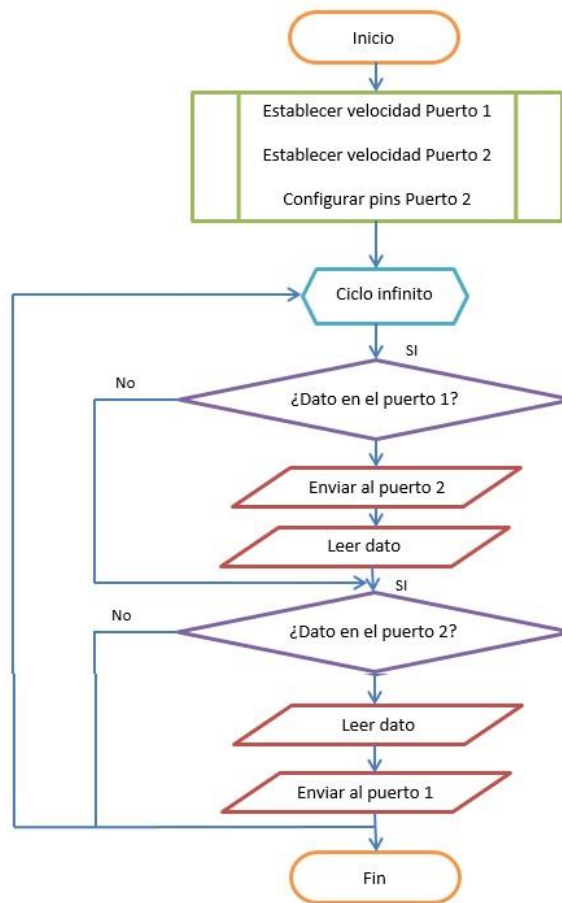 Inicio
Establecer velocidad Puerto 1
Establecer velocidad Puerto 2
Configurar pins Puerto 2
Ciclo infinito
SI
No
¿Dato en el puerto 1?
Enviar al puerto 2
Leer dato
SI
No
¿Dato en el puerto 2?
Leer dato
Enviar al puerto 1
Fin